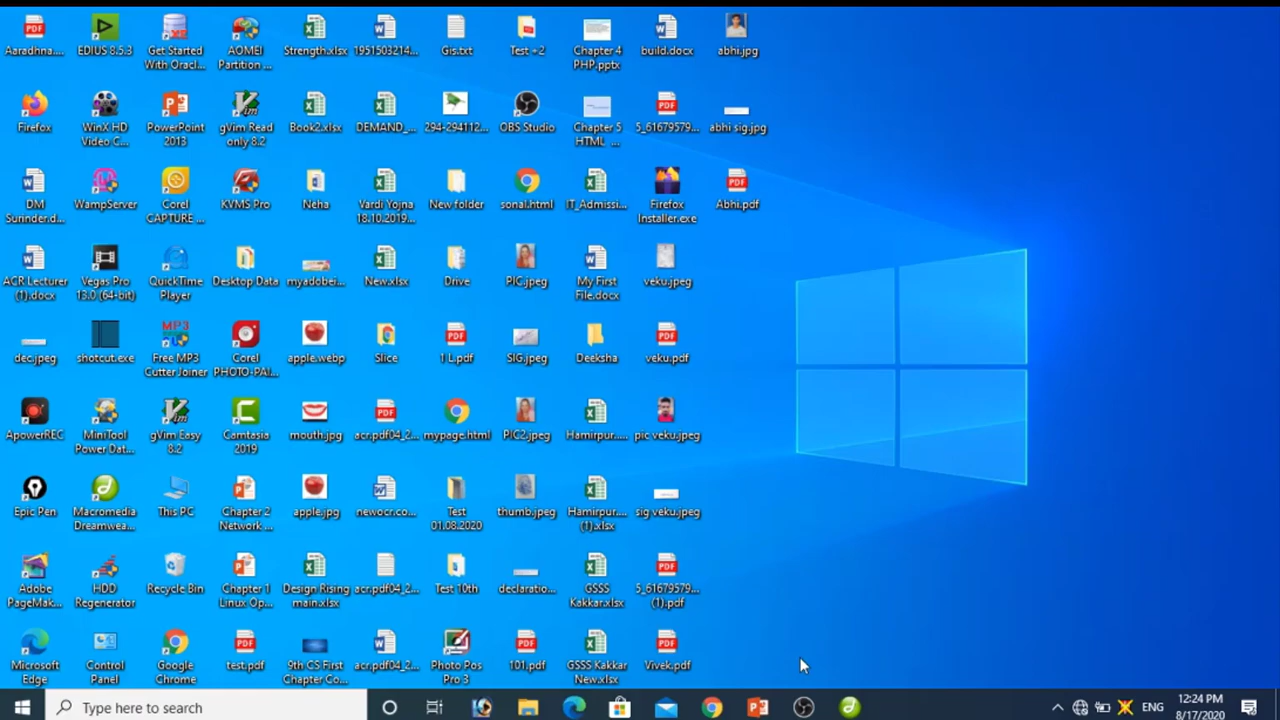 Aaradhna....
EDIUS 8.5.3
Get Started
With Oracl...
AOMEI
Partition ...
Strength.xlsx
1951503214...
Gis.txt
Test +2
Chapter 4
PHP.pptx
build.docx
abhi.jpg
Firefox
WinX HD
Video C...
PowerPoint
2013
gVim Read
only 8.2
Book2.xlsx
DEMAND_...
294-294112...
OBS Studio
Chapter 5
HTML ...
5_61679579...
abhi sig.jpg
DM
Surinder.d...
WampServer
Corel
CAPTURE ...
KVMS Pro
Neha
Vardi Yojna
18.10.2019...
New folder
sonal.html
IT_Admissi...
Firefox
Installer.exe
Abhi.pdf
ACR Lecturer
(1).docx
Vegas Pro
13.0 (64-bit)
QuickTime
Player
Desktop Data
myadobei...
New.xlsx
Drive
PIC.jpeg
My First
File.docx
veku.jpeg
dec.jpeg
shotcut.exe
MP3
Free MP3
Cutter Joiner
Corel
PHOTO-PAI...
apple.webp
Slice
1 L.pdf
SIG.jpeg
Deeksha
veku.pdf
ApowerREC
MiniTool
Power Dat...
gVim Easy
8.2
Camtasia
2019
mouth.jpg
acr.pdf04_2...
mypage.html
PIC2.jpeg
Hamirpur....
pic veku.jpeg
Epic Pen
Macromedia
Dreamwea...
This PC
Chapter 2
Network ...
apple.jpg
newocr.co...
Test
01.08.2020
thumb.jpeg
Hamirpur...
(1).xlsx
sig veku.jpeg
Adobe
PageMak...
HDD
Regenerator
Recycle Bin
Chapter 1
Linux Op...
Design Rising
main.xlsx
acr.pdf04_2...
Test 10th
declaratio...
GSSS
Kakkar.xlsx
5_61679579...
(1).pdf
Microsoft
Edge
Control
Panel
Google
Chrome
test.pdf
9th CS First
Chapter Co...
acr.pdf04_2...
Photo Pos
Pro 3
101.pdf
GSSS Kakkar
New.xlsx
Vivek.pdf
Type here to search
ENG
12:24 PM
8/17/2020